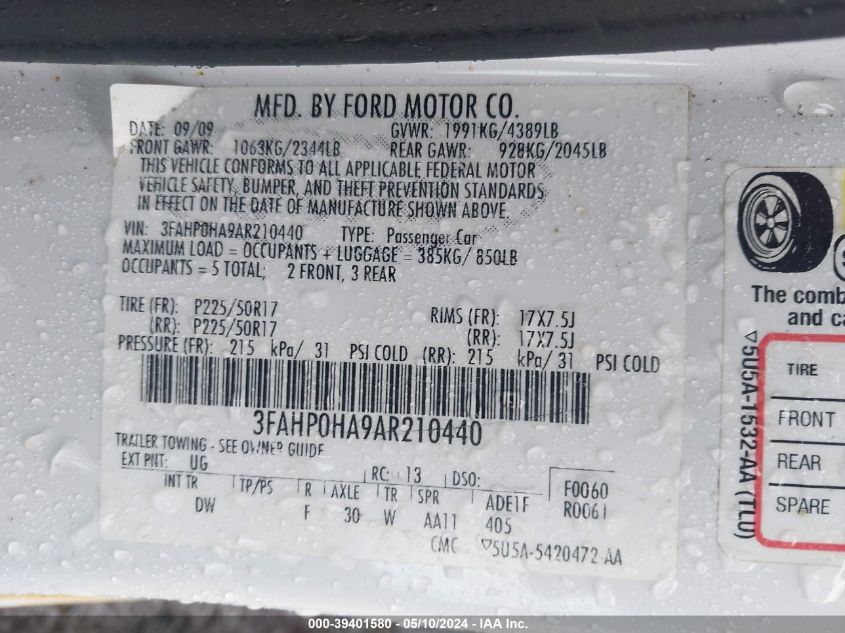 MFD. BY FORD MOTOR CO.
DATE: 09/09 GVWR: 1991KG/4389LB
FRONT GAWR: 1063KG/2344LB REAR GAWR: 928KG/2045LB
THIS VEHICLE CONFORMS TO ALL APPLICABLE FEDERAL MOTOR
VEHICLE SAFETY, BUMPER, AND THEFT PREVENTION STANDARDS
IN EFFECT ON THE DATE OF MANUFACTURE SHOWN ABOVE.
VIN: 3FAHP0HA9AR210440 TYPE: Passenger Car
MAXIMUM LOAD = OCCUPANTS + LUGGAGE = 385KG/ 850LB
OCCUPANTS = 5 TOTAL; 2 FRONT, 3 REAR
TIRE (FR): P225/50R17 RIMS (FR): 17X7.5J
(RR): P225/50R17 (RR): 17X7.5J
PRESSURE (FR): 215 kPa/ 31 PSI COLD (RR): 215 kPa/ 31 PSI COLD
3FAHP0HA9AR210440
TRAILER TOWING - SEE OWNER GUIDE
EXT PNT: UG RC: 13 DSO: F0060
INT TR TP/PS R AXLE TR SPR ADE1F R0061
DW F 30 W AA11 405
CMC ▽5U5A-5420472-AA
The comb
and ca
TIRE
FRONT
REAR
SPARE
▽5U5A-1532-AA (TLU)
000-39401580 - 05/10/2024 - IAA Inc.